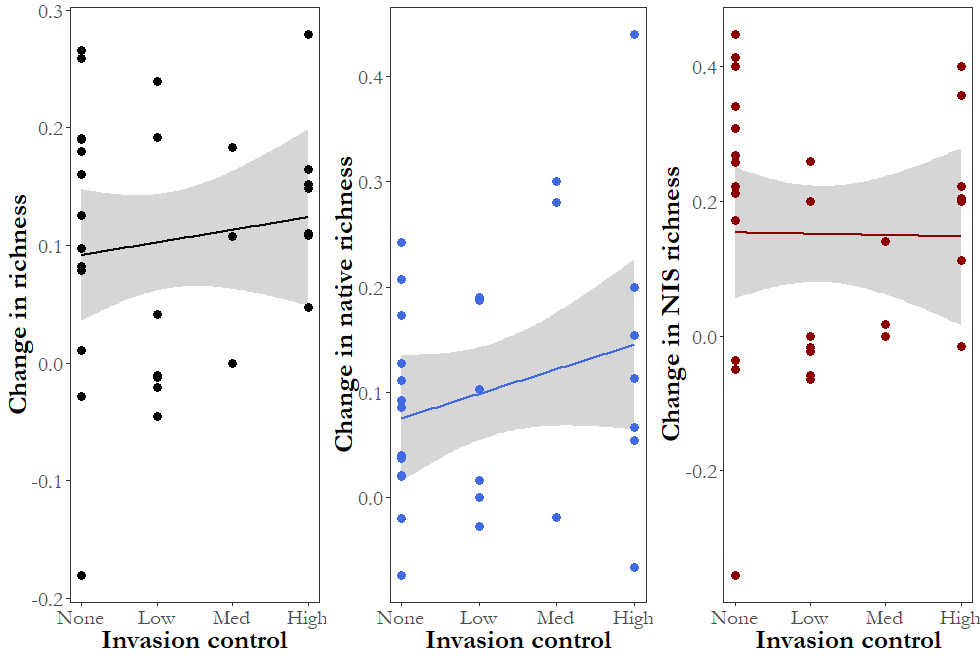 Change in richness
0.3
0.2
0.1
0.0
-0.1
-0.2
None Low Med High
Invasion control
Change in native richness
0.4
0.3
0.2
0.1
0.0
None Low Med High
Invasion control
Change in NIS richness
0.4
0.2
0.0
-0.2
None Low Med High
Invasion control